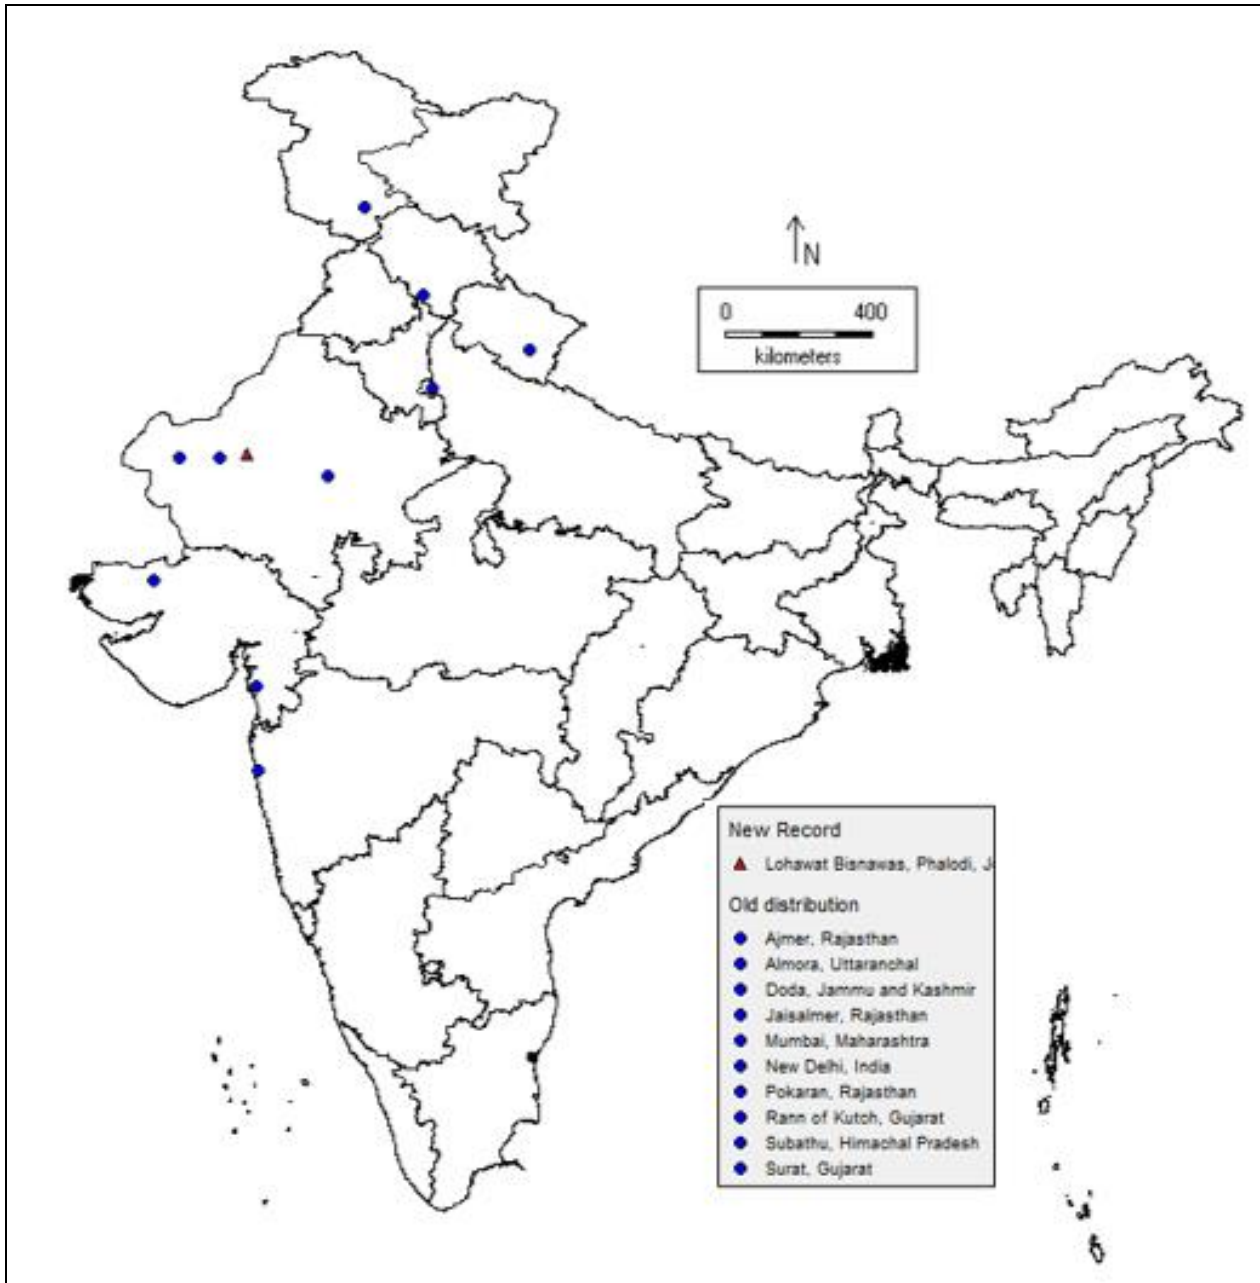 N
0 400
kilometers
New Record
Lohawat Bisnawas, Phalodi,
Old distribution
Ajmer, Rajasthan
Almora, Uttaranchal
Doda, Jammu and Kashmir
Jaisalmer, Rajasthan
Mumbai, Maharashtra
New Delhi, India
Pokaran, Rajasthan
Rann of Kutch, Gujarat
Subathu, Himachal Pradesh
Surat, Gujarat